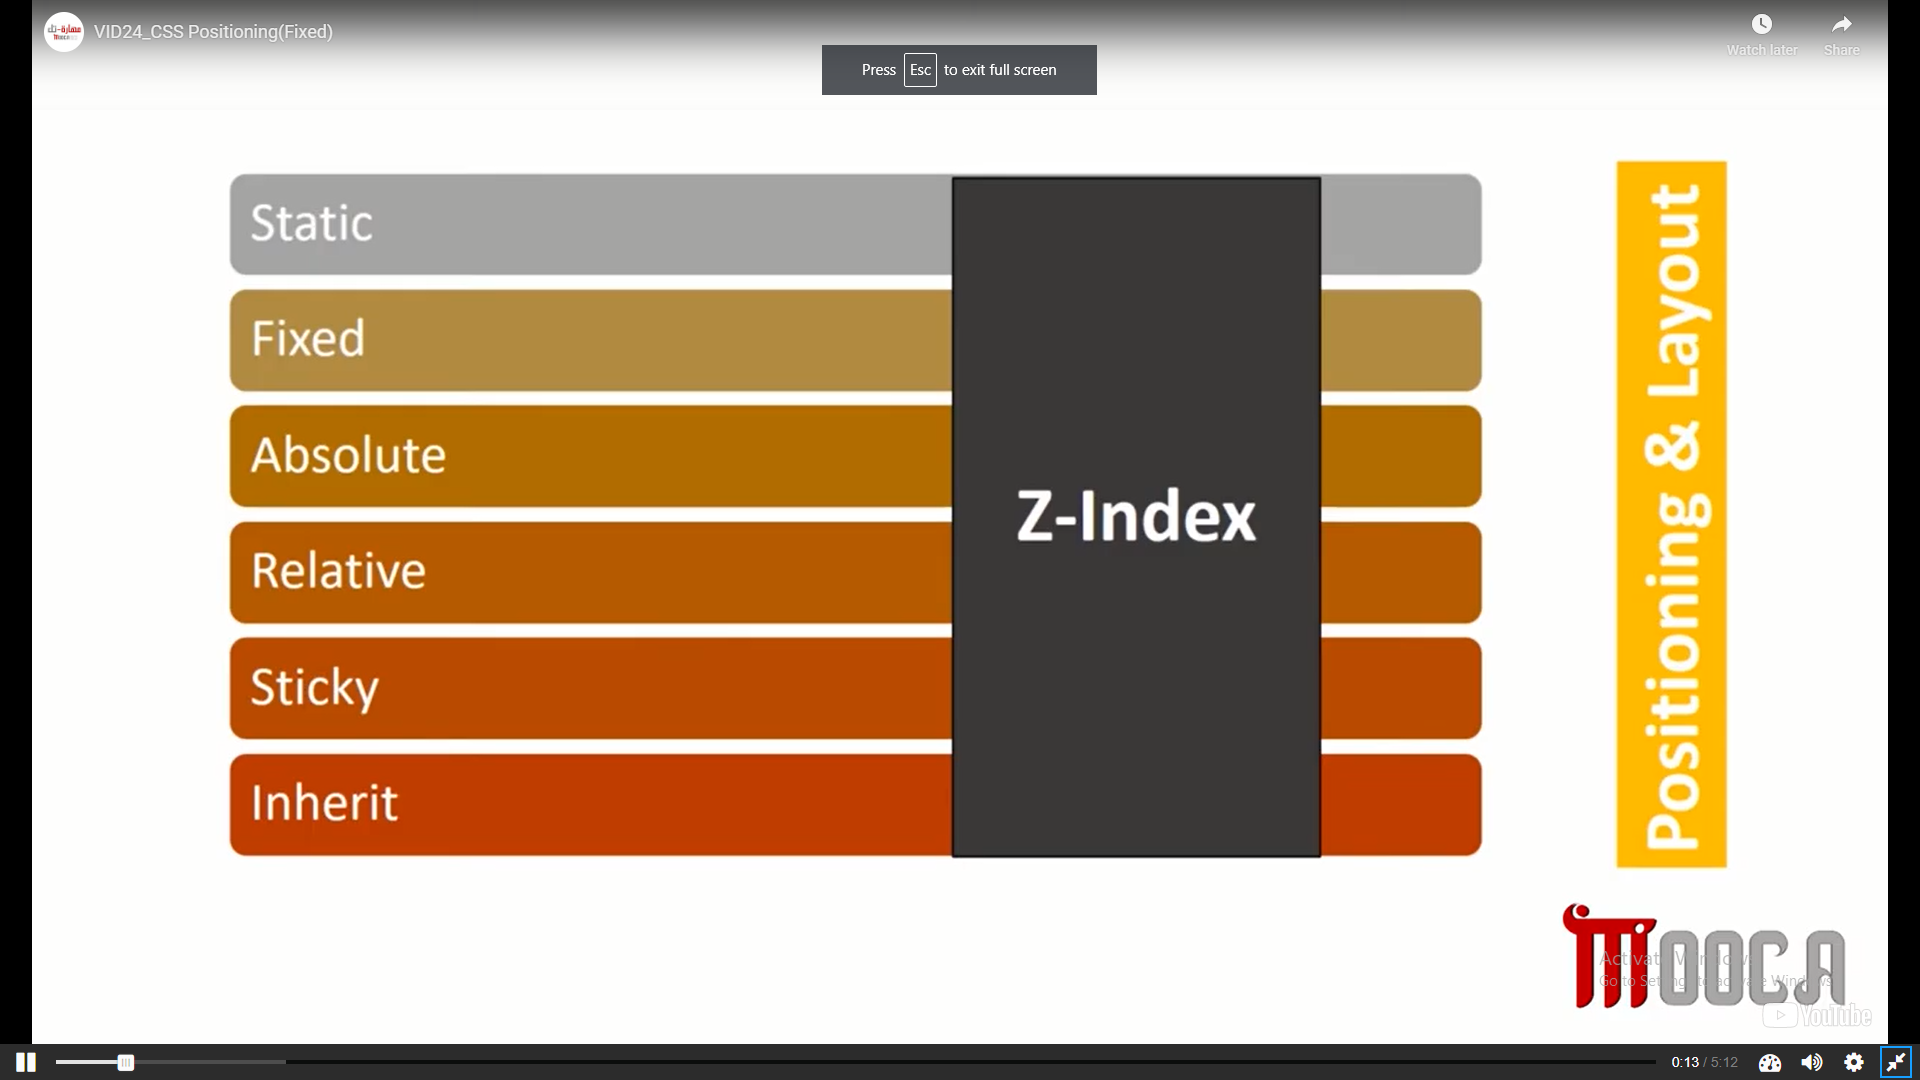 VID24_CSS Positioning(Fixed)
Watch later
Share
Press Esc to exit full screen
Static
Fixed
Absolute
Relative
Sticky
Inherit
Z-Index
Positioning & Layout
MOOCA
Activate Windows
Go to Settings to activate Windows.
YouTube
0:13 / 5:12